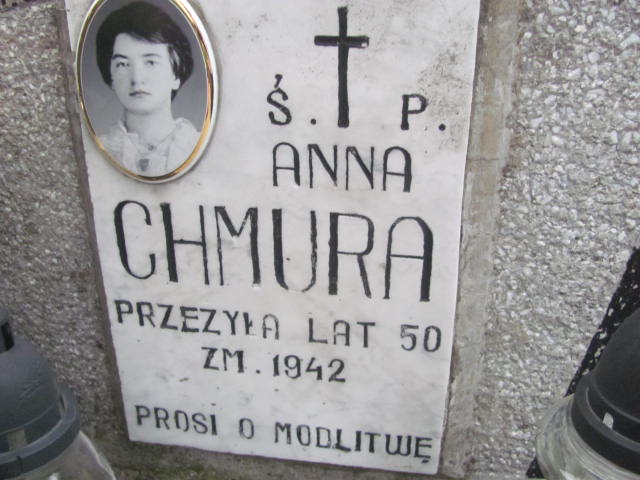 Ś. P.
ANNA
CHMURA
PRZEZYŁA LAT 50
ZM. 1942
PROSI O MODLITWĘ